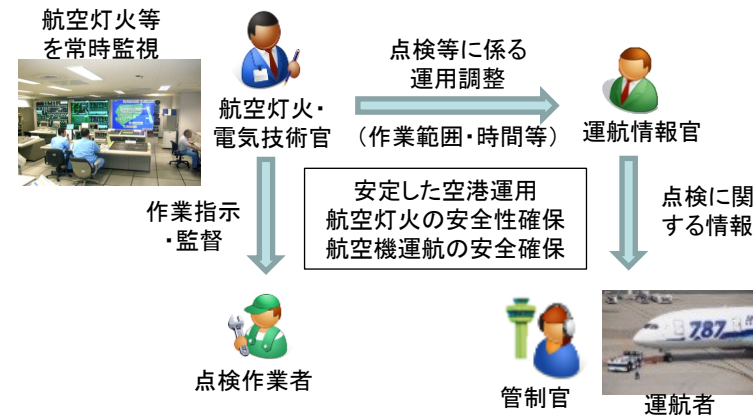 航空灯火等
を常時監視
航空灯火・
電気技術官
点検等に係る
運用調整
（作業範囲・時間等）
運航情報官
作業指示
・監督
安定した空港運用
航空灯火の安全性確保
航空機運航の安全確保
点検に関
する情報
点検作業者
管制官
787
運航者